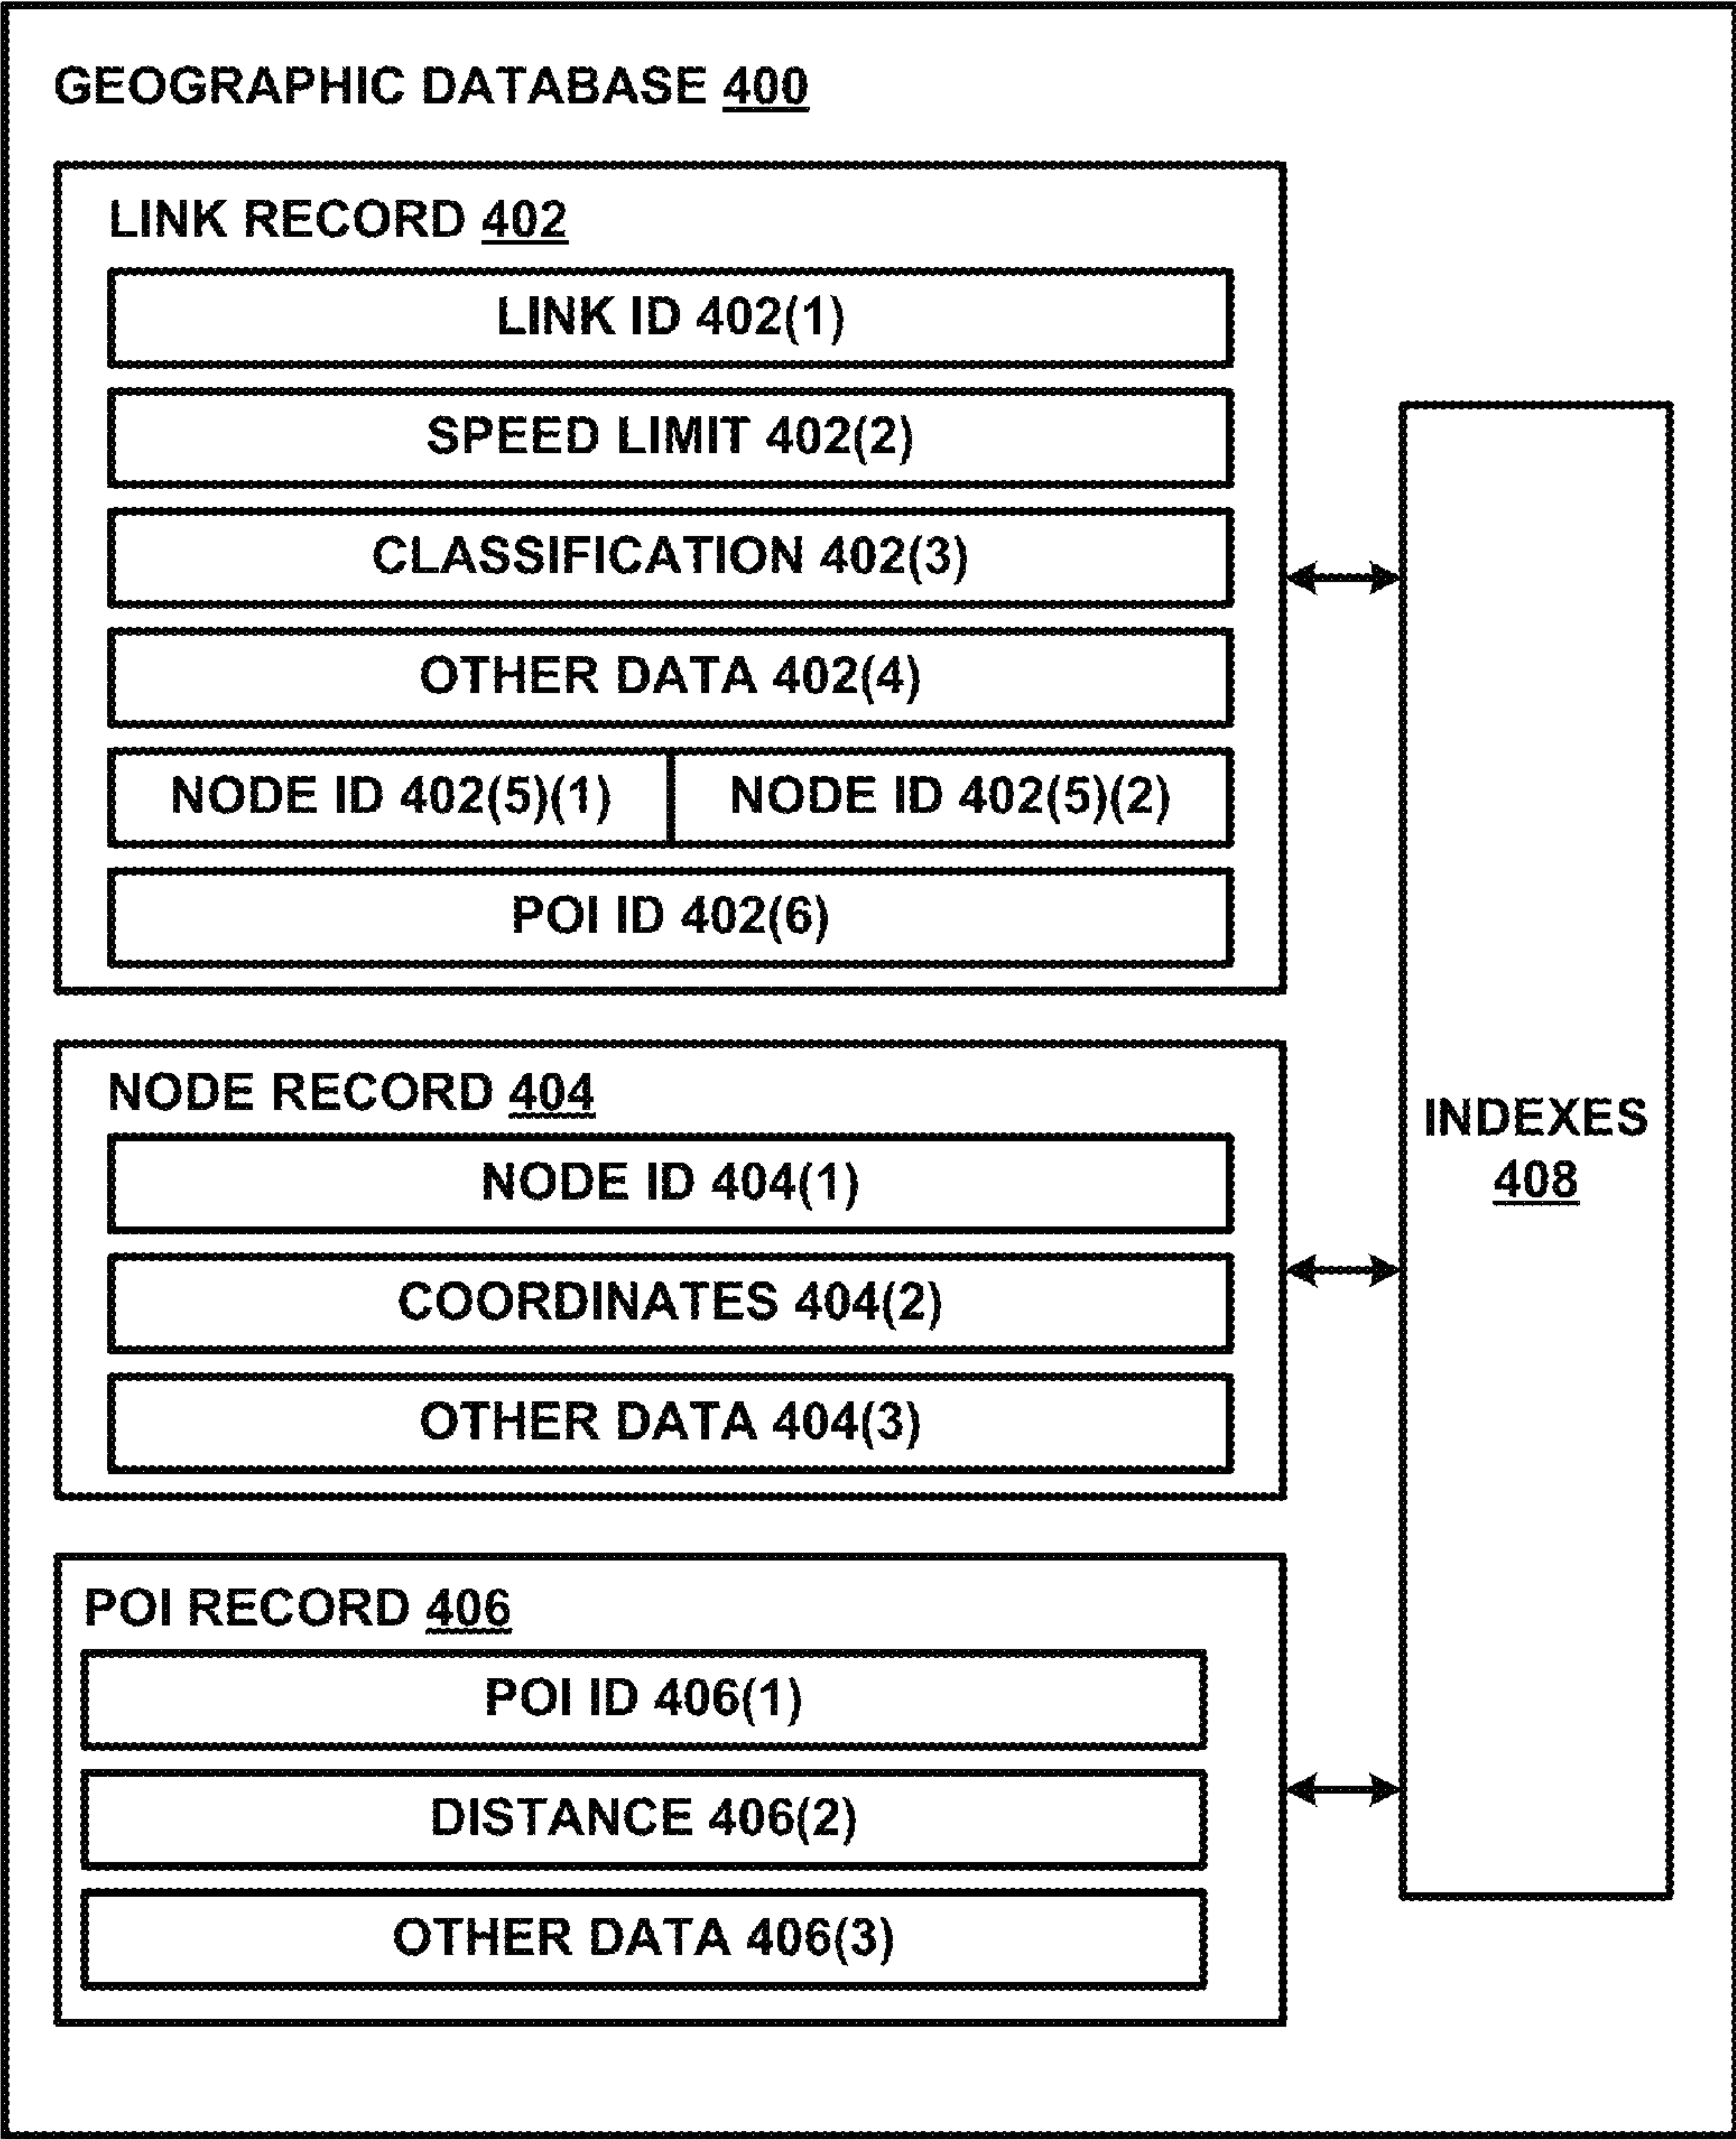 GEOGRAPHIC DATABASE 400
LINK RECORD 402
LINK ID 402(1)
SPEED LIMIT 402(2)
CLASSIFICATION 402(3)
OTHER DATA 402(4)
NODE ID 402(5)(1) NODE ID 402(5)(2)
POI ID 402(6)
NODE RECORD 404
NODE ID 404(1)
COORDINATES 404(2)
OTHER DATA 404(3)
POI RECORD 406
POI ID 406(1)
DISTANCE 406(2)
OTHER DATA 406(3)
INDEXES
408